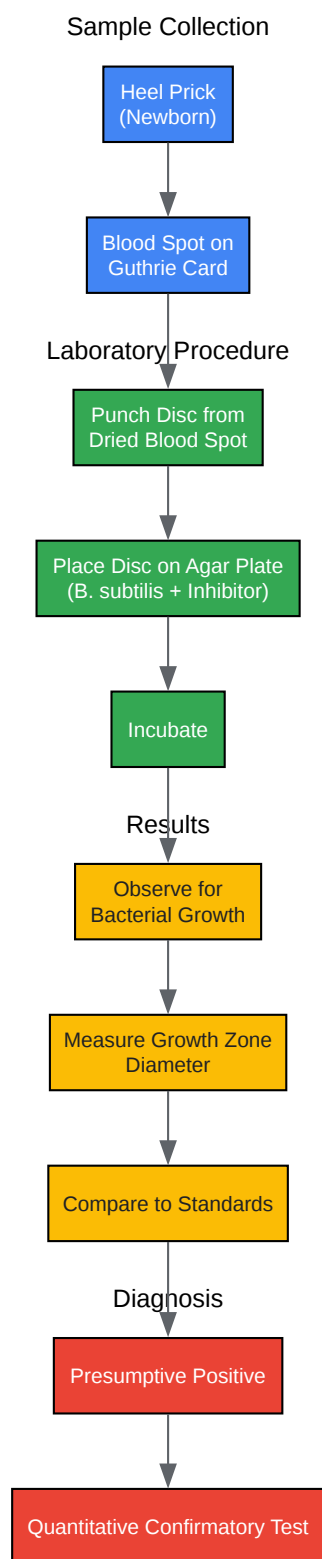 Sample Collection
Heel Prick
(Newborn)
Blood Spot on
Guthrie Card
Laboratory Procedure
Punch Disc from
Dried Blood Spot
Place Disc on Agar Plate
(B. subtilis + Inhibitor)
Incubate
Results
Observe for
Bacterial Growth
Measure Growth Zone
Diameter
Compare to Standards
Diagnosis
Presumptive Positive
Quantitative Confirmatory Test